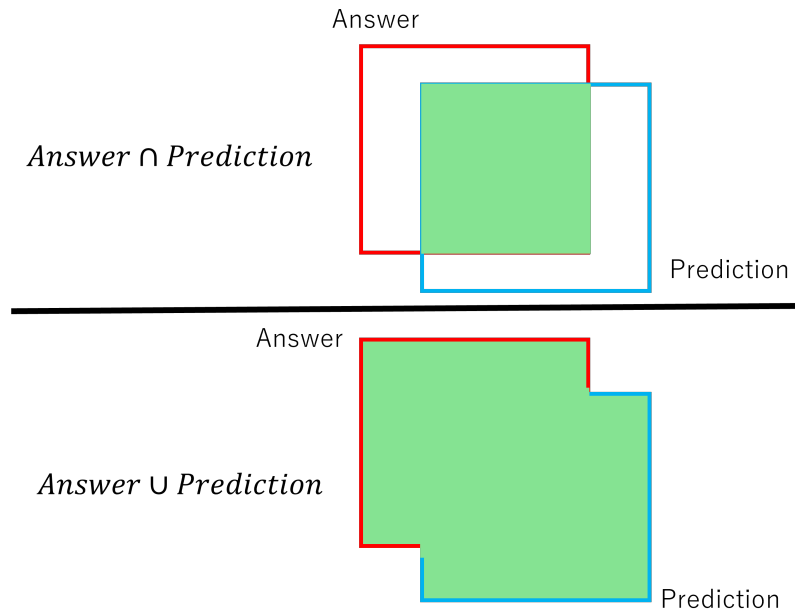 Answer
Answer ∩ Prediction
Prediction
Answer
Answer ∪ Prediction
Prediction